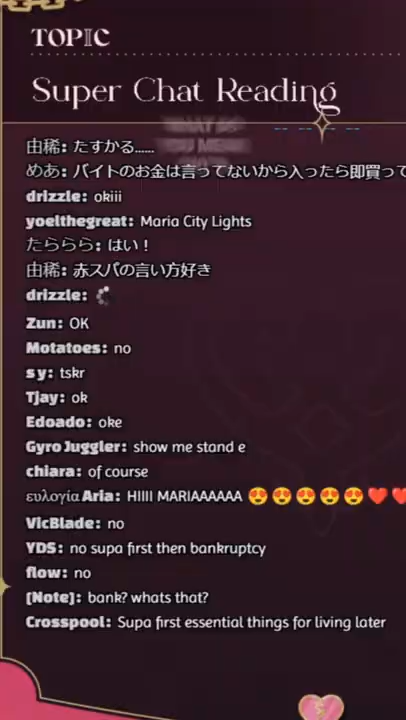 TOPIC
Super Chat Reading
由稀: たすかる......
めあ: バイトのお金は言ってないから入ったら即買って
drizzle: okiii
yoelthegreat: Maria City Lights
たららら: はい！
由稀: 赤スパの言い方好き
drizzle:
Zun: OK
Motatoes: no
s y: tskr
Tjay: ok
Edoado: oke
Gyro Juggler: show me stand e
chiara: of course
ευλογία Aria: HIIII MARIAAAAAA 😍😍😍😍😍❤️❤️
VicBlade: no
YDS: no supa first then bankruptcy
flow: no
[Note]: bank? whats that?
Crosspool: Supa first essential things for living later